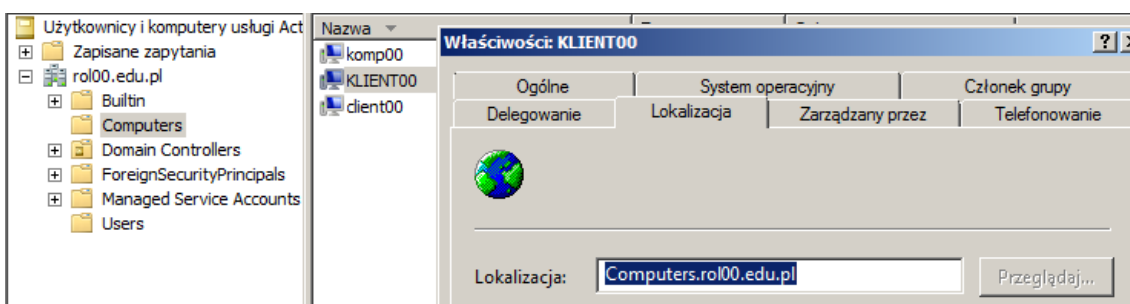 Użytkownicy i komputery usługi Act
Zapisane zapytania
rol00.edu.pl
Builtin
Computers
Domain Controllers
ForeignSecurityPrincipals
Managed Service Accounts
Users
Nazwa
komp00
KLIENT00
client00
Właściwości: KLIENT00
Ogólne
System operacyjny
Członek grupy
Delegowanie
Lokalizacja
Zarządzany przez
Telefonowanie
Lokalizacja: Computers.rol00.edu.pl Przeglądaj...